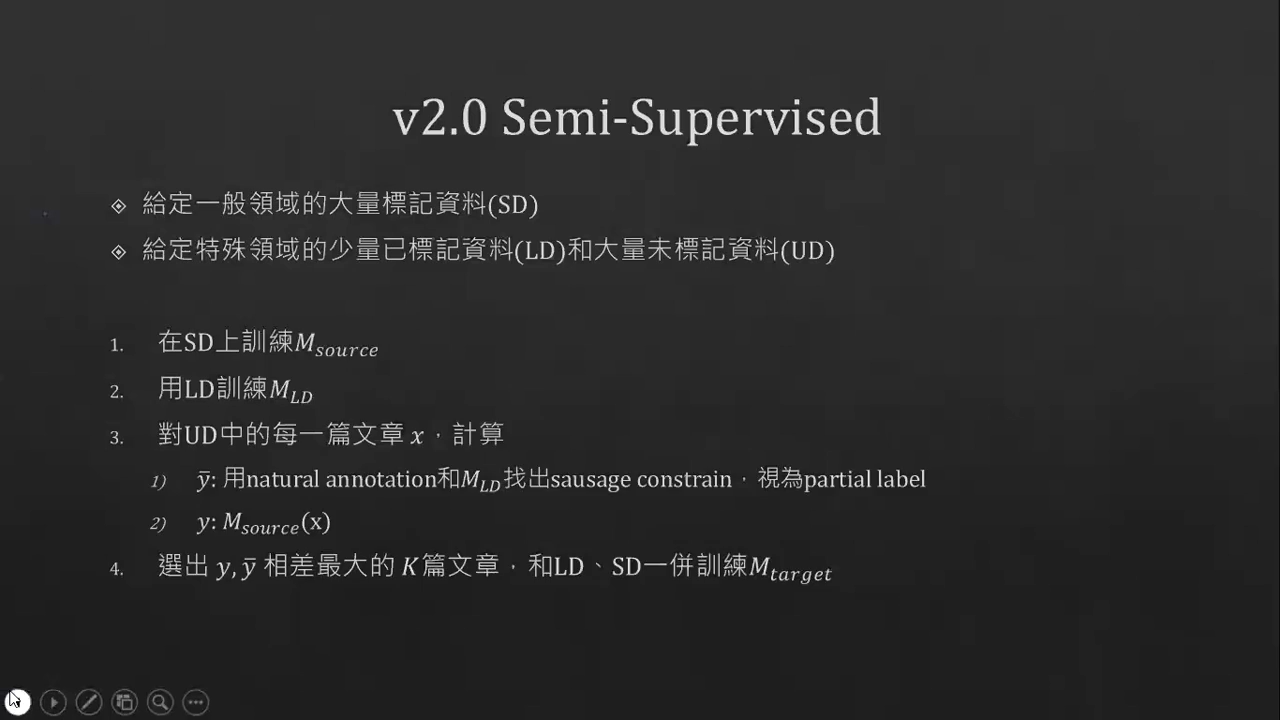 v2.0 Semi-Supervised
給定一般領域的大量標記資料(SD)
給定特殊領域的少量已標記資料(LD)和大量未標記資料(UD)
1. 在SD上訓練M_source
2. 用LD訓練M_LD
3. 對UD中的每一篇文章 x,計算
1) ȳ: 用natural annotation和M_LD找出sausage constrain,視為partial label
2) y: M_source(x)
4. 選出 y, ȳ 相差最大的 K篇文章,和LD、SD一併訓練M_target